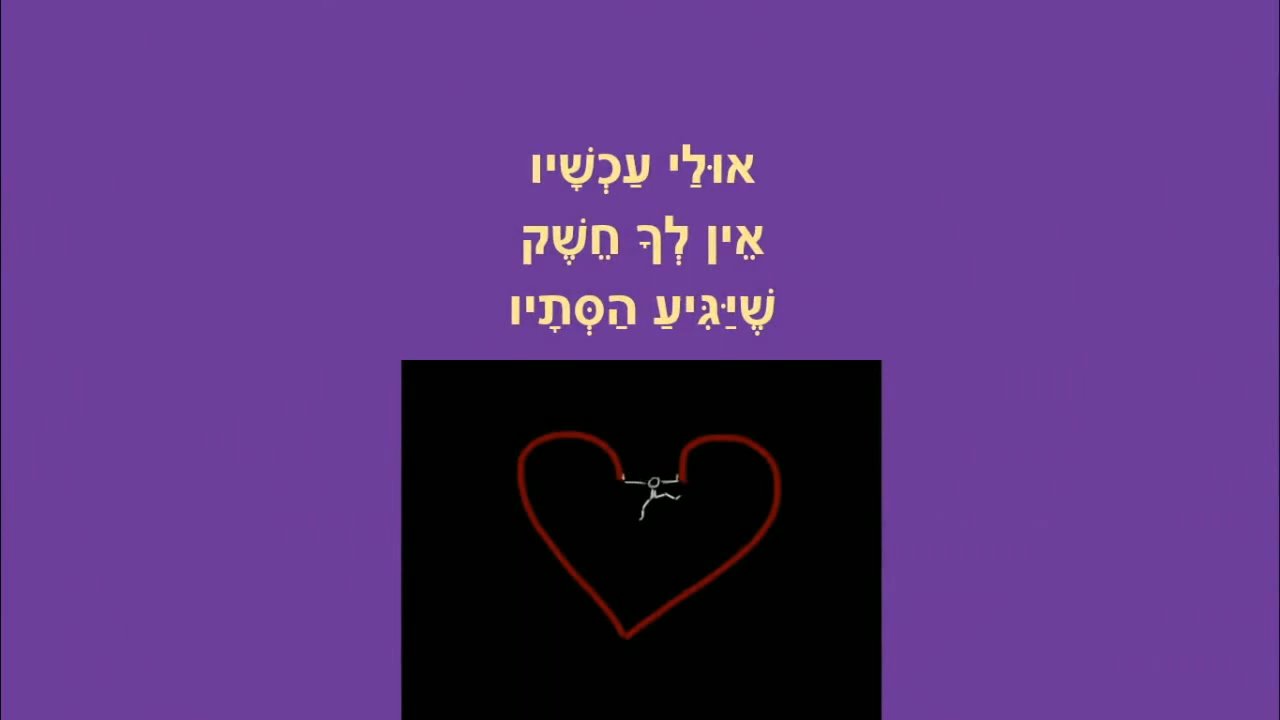 אוּלַי עַכְשָׁיו
אֵין לְךָ חֵשֶׁק
שֶׁיַּגִּיעַ הַסְּתָיו